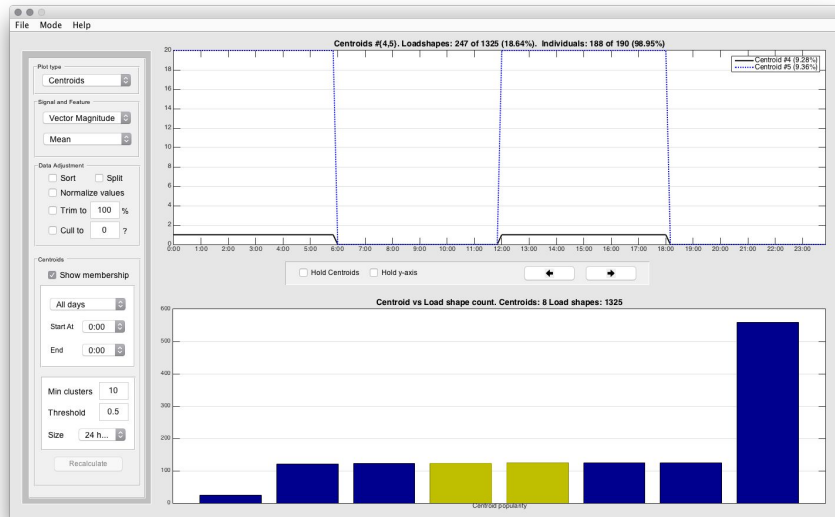 File Mode Help
Plot type
Centroids
Signal and Feature
Vector Magnitude
Mean
Data Adjustment
Sort Split
Normalize values
Trim to 100 %
Cull to 0 ?
Centroids
Show membership
All days
Start At 0:00
End 0:00
Min clusters 10
Threshold 0.5
Size 24 h...
Recalculate
Centroids #{4,5}. Loadshapes: 247 of 1325 (18.64%). Individuals: 188 of 190 (98.95%)
Centroid #4 (9.28%)
Centroid #5 (9.36%)
20
18
16
14
12
10
8
6
4
2
0
0:00 1:00 2:00 3:00 4:00 5:00 6:00 7:00 8:00 9:00 10:00 11:00 12:00 13:00 14:00 15:00 16:00 17:00 18:00 19:00 20:00 21:00 22:00 23:00
Hold Centroids Hold y-axis
Centroid vs Load shape count. Centroids: 8 Load shapes: 1325
600
500
400
300
200
100
0
Centroid popularity